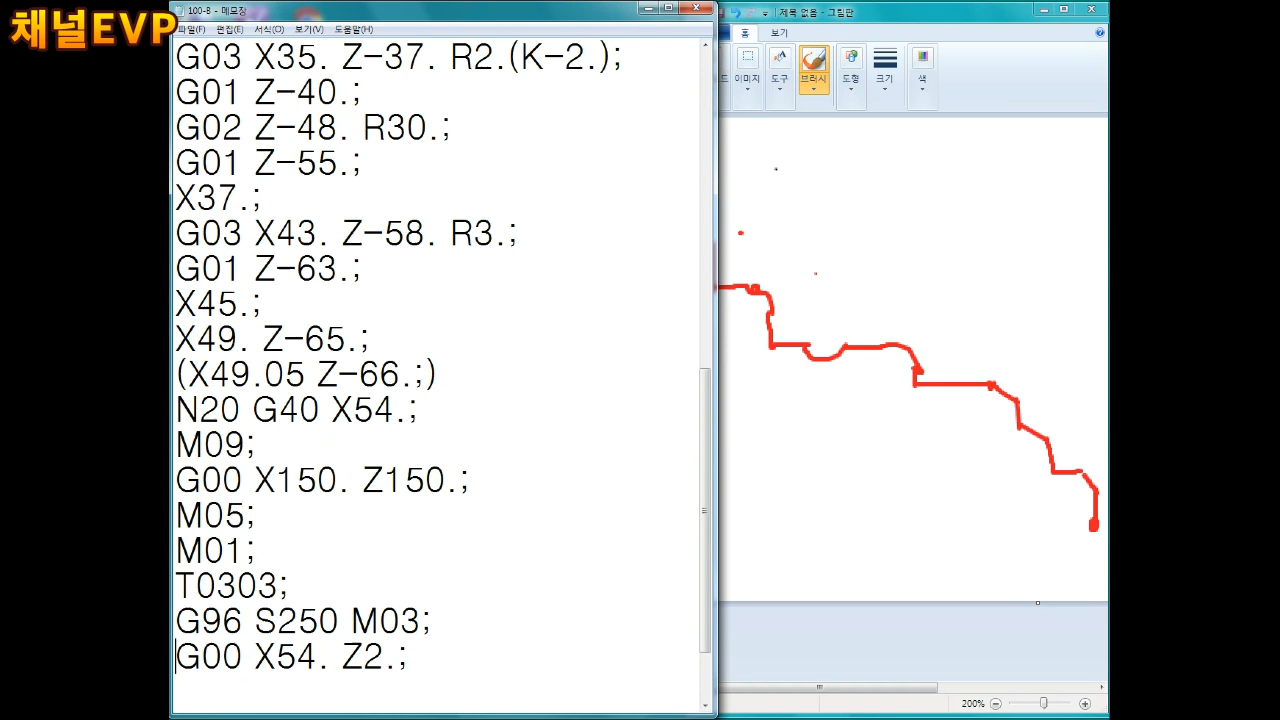 채널EVP
100-B - 메모장
파일(F) 편집(E) 서식(O) 보기(V) 도움말(H)
G03 X35. Z-37. R2.(K-2.);
G01 Z-40.;
G02 Z-48. R30.;
G01 Z-55.;
X37.;
G03 X43. Z-58. R3.;
G01 Z-63.;
X45.;
X49. Z-65.;
(X49.05 Z-66.;)
N20 G40 X54.;
M09;
G00 X150. Z150.;
M05;
M01;
T0303;
G96 S250 M03;
G00 X54. Z2.;
제목 없음 - 그림판
홈 보기
이미지 도구 브러시 도형 크기 색
200%